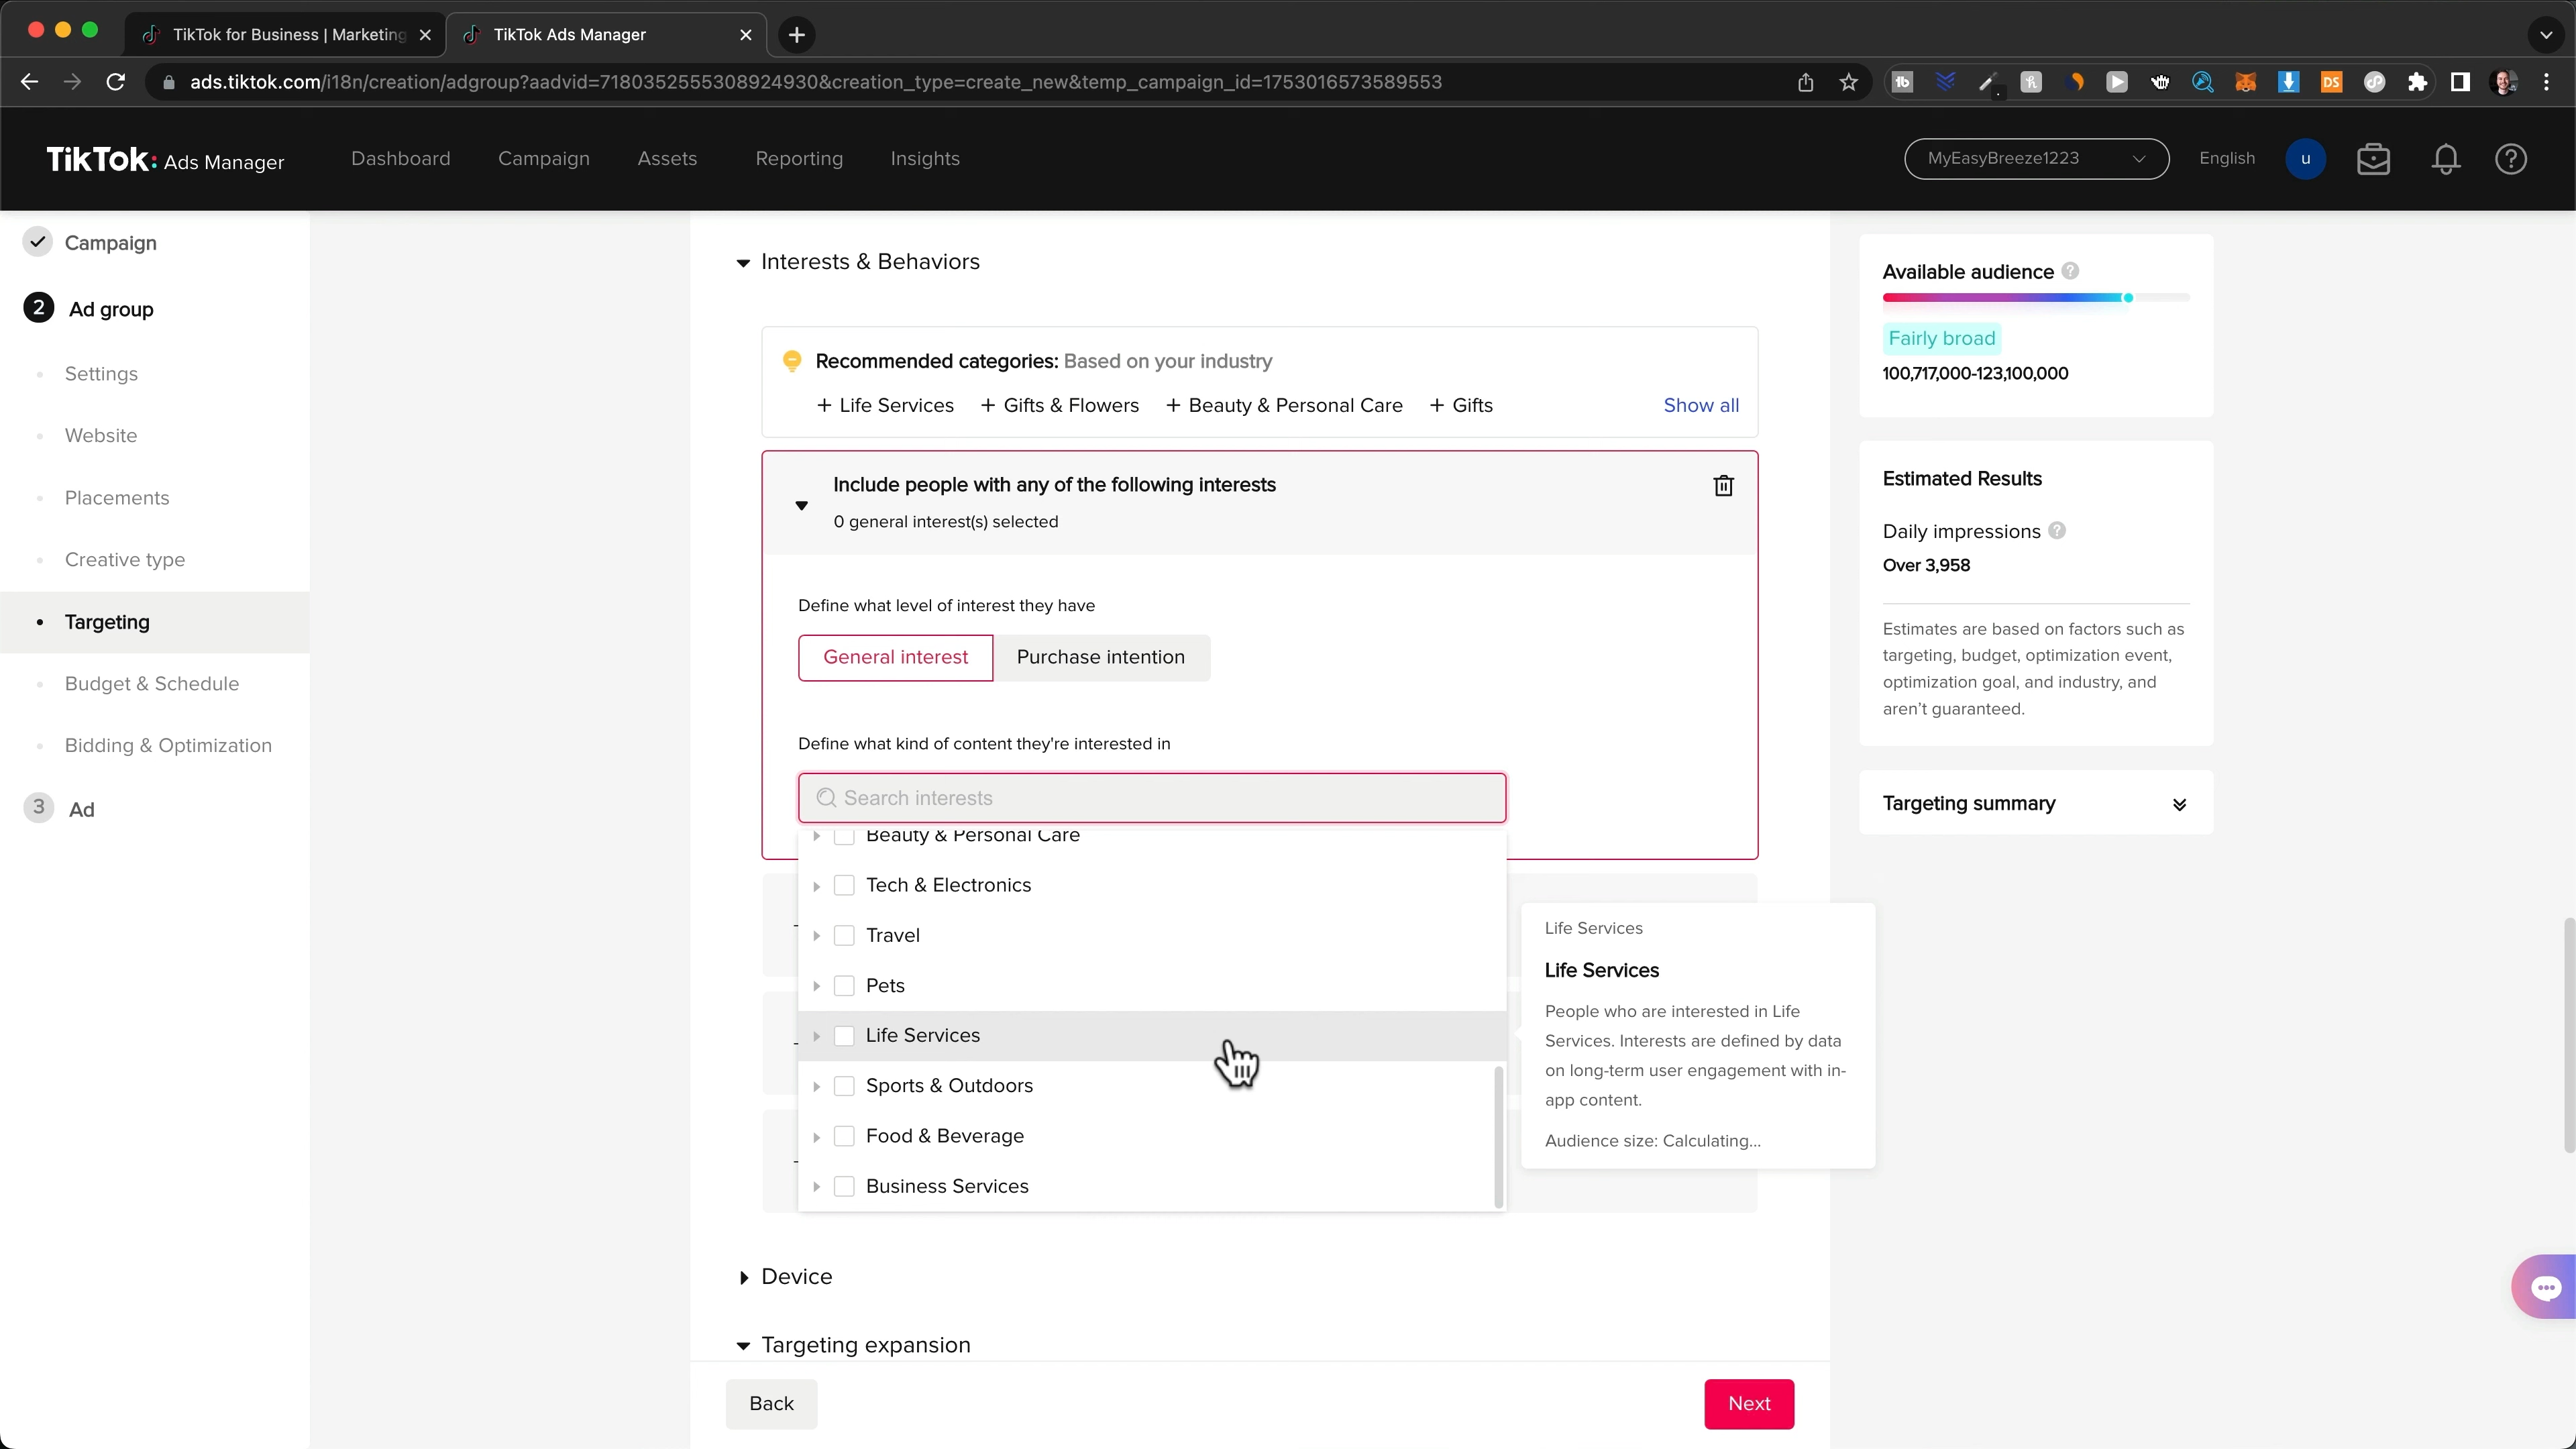 TikTok for Business | Marketing
TikTok Ads Manager
ads.tiktok.com/i18n/creation/adgroup?aadvid=7180352555308924930&creation_type=create_new&temp_campaign_id=1753016573589553
TikTok: Ads Manager
Dashboard
Campaign
Assets
Reporting
Insights
MyEasyBreeze1223
English
u
Campaign
2 Ad group
Settings
Website
Placements
Creative type
Targeting
Budget & Schedule
Bidding & Optimization
3 Ad
Interests & Behaviors
Recommended categories: Based on your industry
+ Life Services + Gifts & Flowers + Beauty & Personal Care + Gifts Show all
Include people with any of the following interests
0 general interest(s) selected
Define what level of interest they have
General interest Purchase intention
Define what kind of content they're interested in
Search interests
Beauty & Personal Care
Tech & Electronics
Travel
Pets
Life Services
Sports & Outdoors
Food & Beverage
Business Services
Life Services
Life Services
People who are interested in Life
Services. Interests are defined by data
on long-term user engagement with in-
app content.
Audience size: Calculating...
Device
Targeting expansion
Back
Next
Available audience
Fairly broad
100,717,000-123,100,000
Estimated Results
Daily impressions
Over 3,958
Estimates are based on factors such as
targeting, budget, optimization event,
optimization goal, and industry, and
aren't guaranteed.
Targeting summary